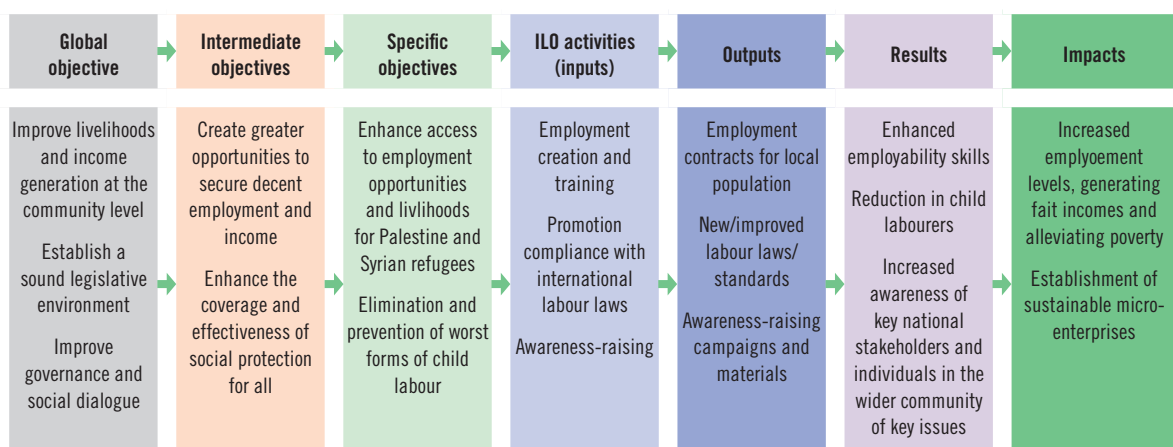 Global
objective
Intermediate
objectives
Specific
objectives
ILO activities
(inputs)
Outputs
Results
Impacts
Improve livelihoods
and income
generation at the
community level
Establish a
sound legislative
environment
Improve
governance and
social dialogue
Create greater
opportunities to
secure decent
employment and
income
Enhance the
coverage and
effectiveness of
social protection
for all
Enhance access
to employment
opportunities
and livlihoods
for Palestine and
Syrian refugees
Elimination and
prevention of worst
forms of child
labour
Employment
creation and
training
Promotion
compliance with
international
labour laws
Awareness-raising
Employment
contracts for local
population
New/improved
labour laws/
standards
Awareness-raising
campaigns and
materials
Enhanced
employability skills
Reduction in child
labourers
Increased
awareness of
key national
stakeholders and
individuals in the
wider community
of key issues
Increased
emplyoement
levels, generating
fait incomes and
alleviating poverty
Establishment of
sustainable micro-
enterprises